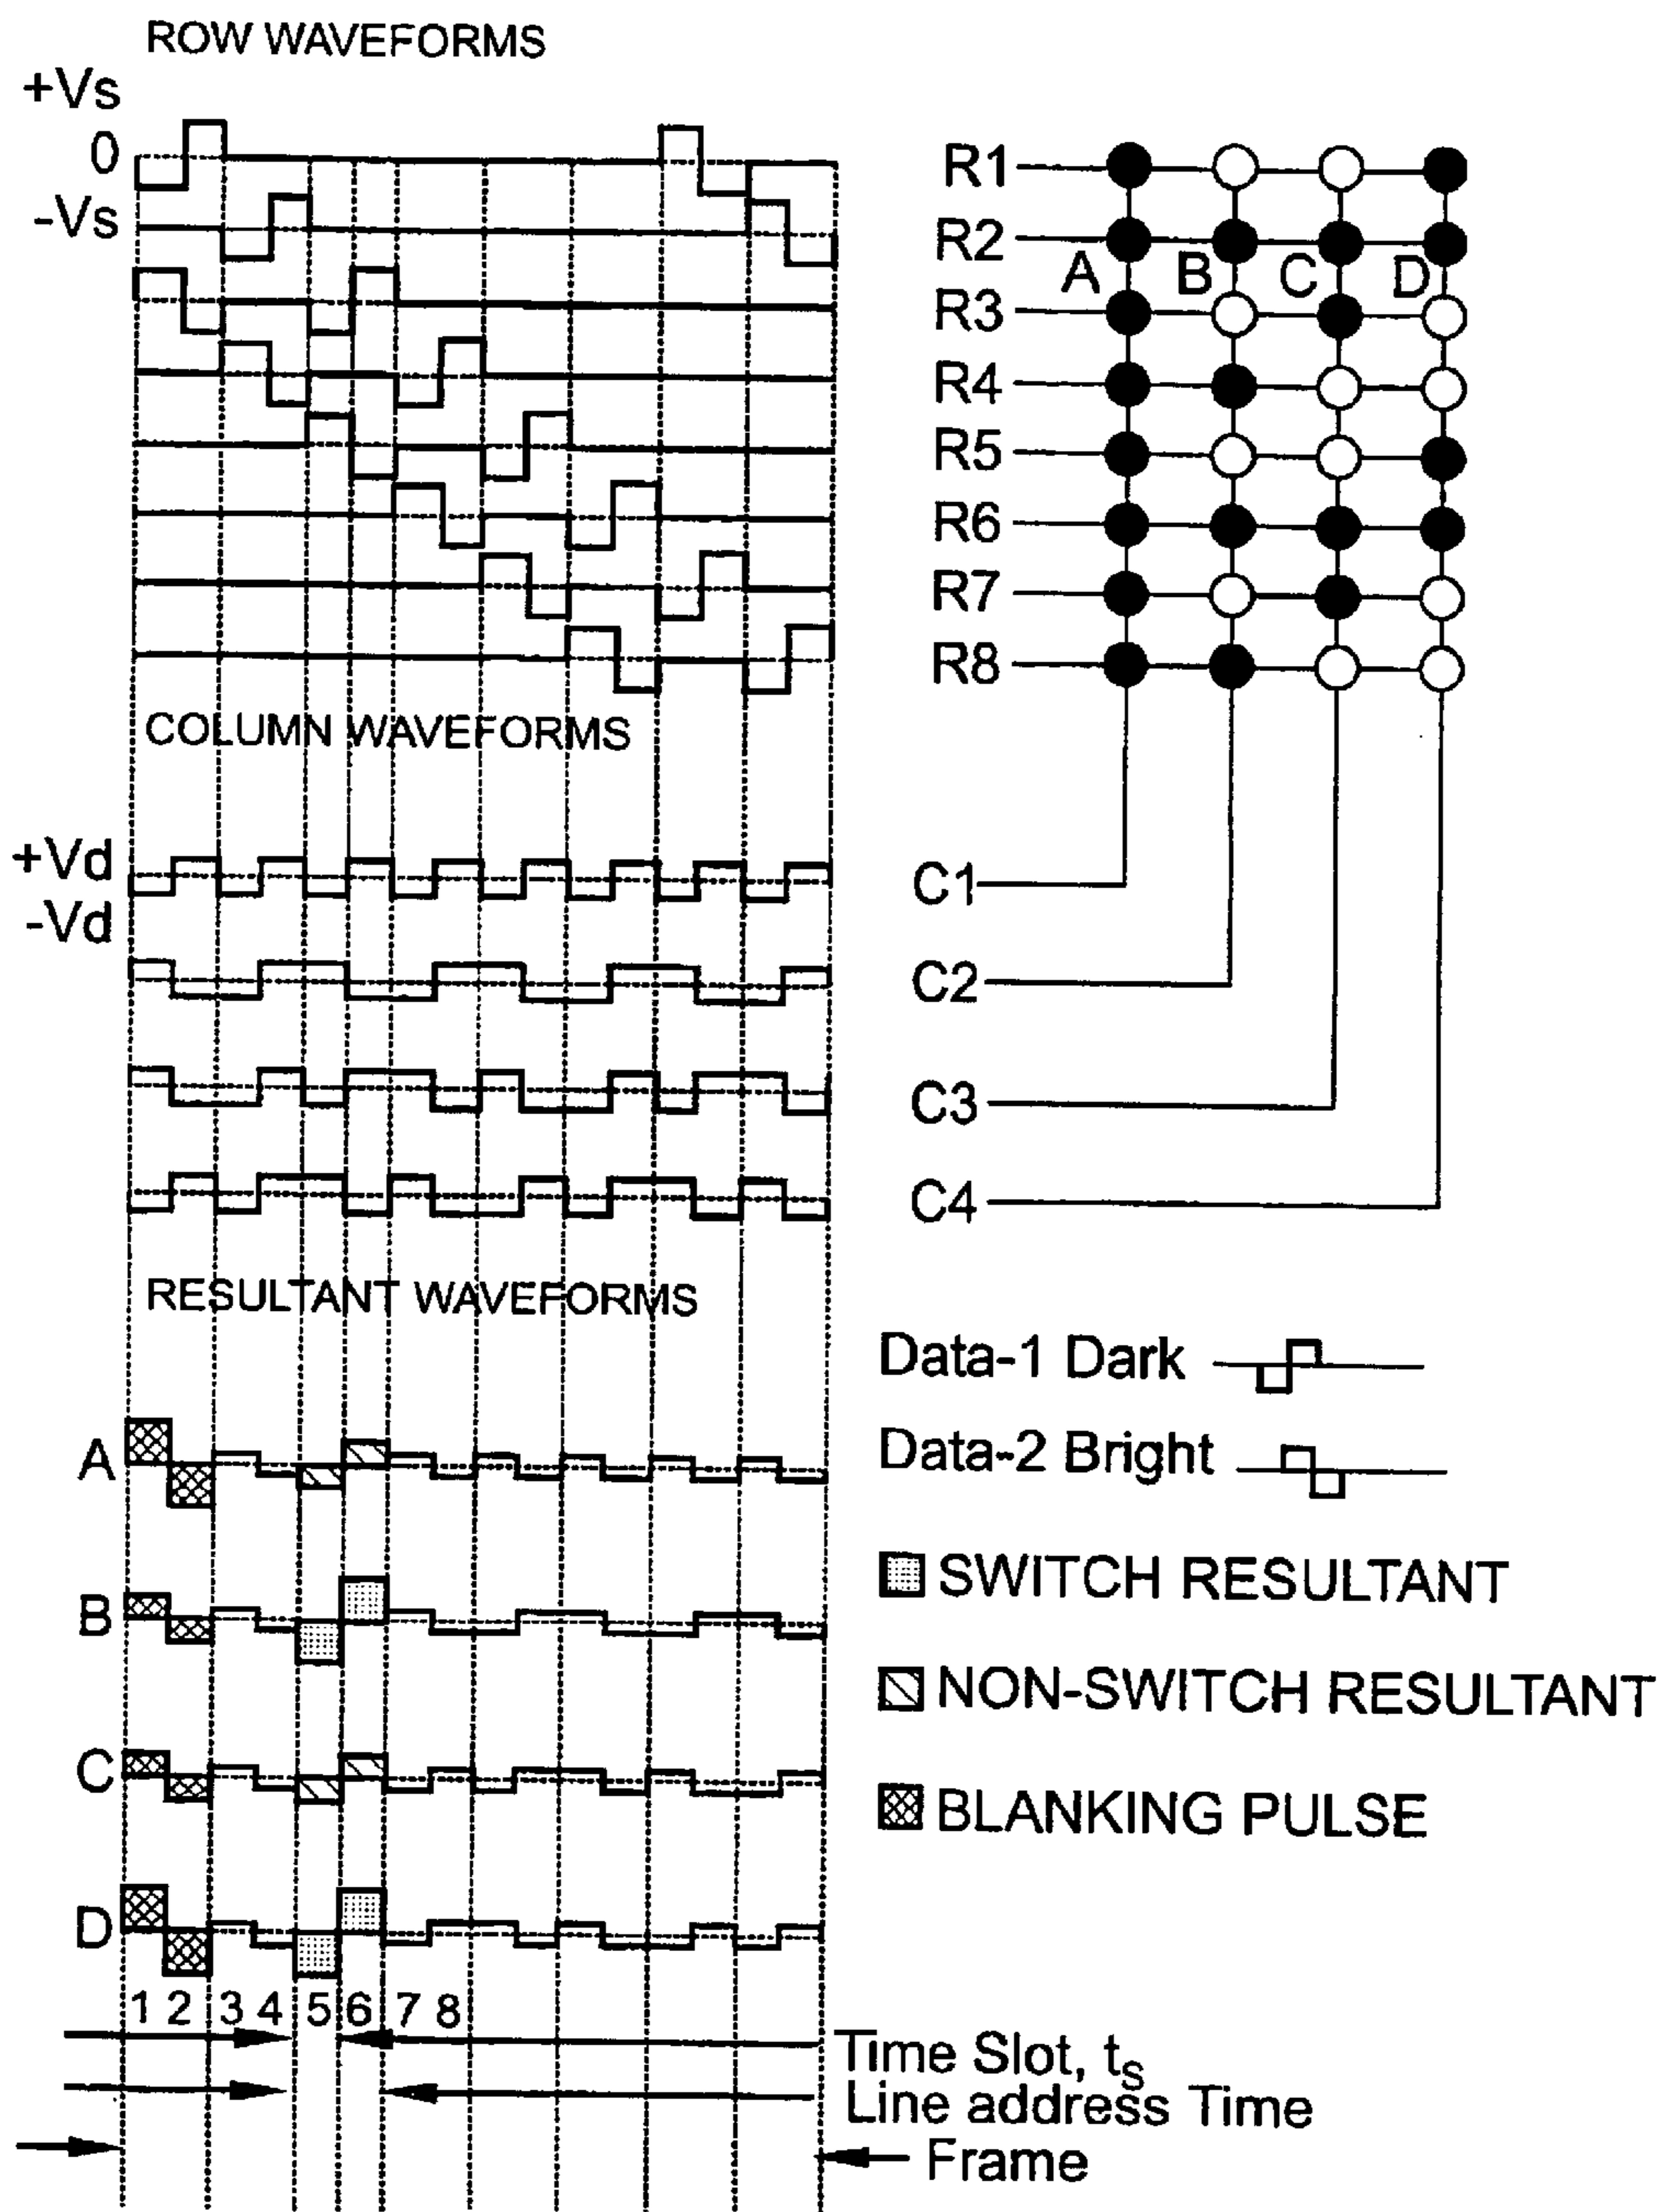 ROW WAVEFORMS
+Vs
0
-Vs
R1
R2
A B C D
R3
R4
R5
R6
R7
R8
COLUMN WAVEFORMS
+Vd
-Vd
C1
C2
C3
C4
RESULTANT WAVEFORMS
Data-1 Dark
Data-2 Bright
A
B
C
D
SWITCH RESULTANT
NON-SWITCH RESULTANT
BLANKING PULSE
1 2 3 4 5 6 7 8
Time Slot, ts
Line address Time
Frame